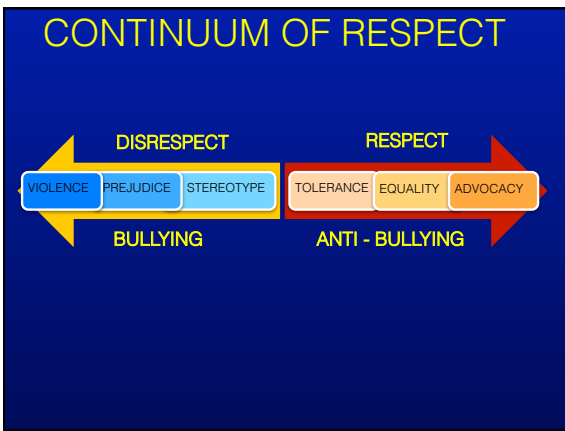 CONTINUUM OF RESPECT
DISRESPECT
RESPECT
VIOLENCE PREJUDICE STEREOTYPE TOLERANCE EQUALITY ADVOCACY
BULLYING
ANTI - BULLYING